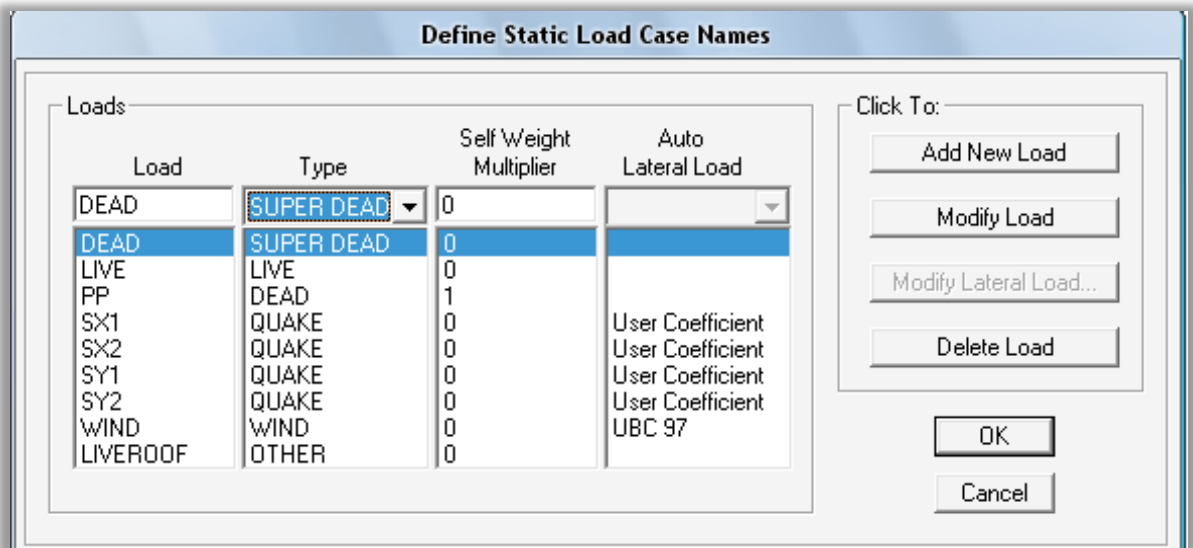 Define Static Load Case Names
Loads
Load Type Self Weight Multiplier Auto Lateral Load
DEAD SUPER DEAD 0
DEAD SUPER DEAD 0
LIVE LIVE 0
PP DEAD 1
SX1 QUAKE 0 User Coefficient
SX2 QUAKE 0 User Coefficient
SY1 QUAKE 0 User Coefficient
SY2 QUAKE 0 User Coefficient
WIND WIND 0 UBC 97
LIVEROOF OTHER 0
Click To:
Add New Load
Modify Load
Modify Lateral Load...
Delete Load
OK
Cancel